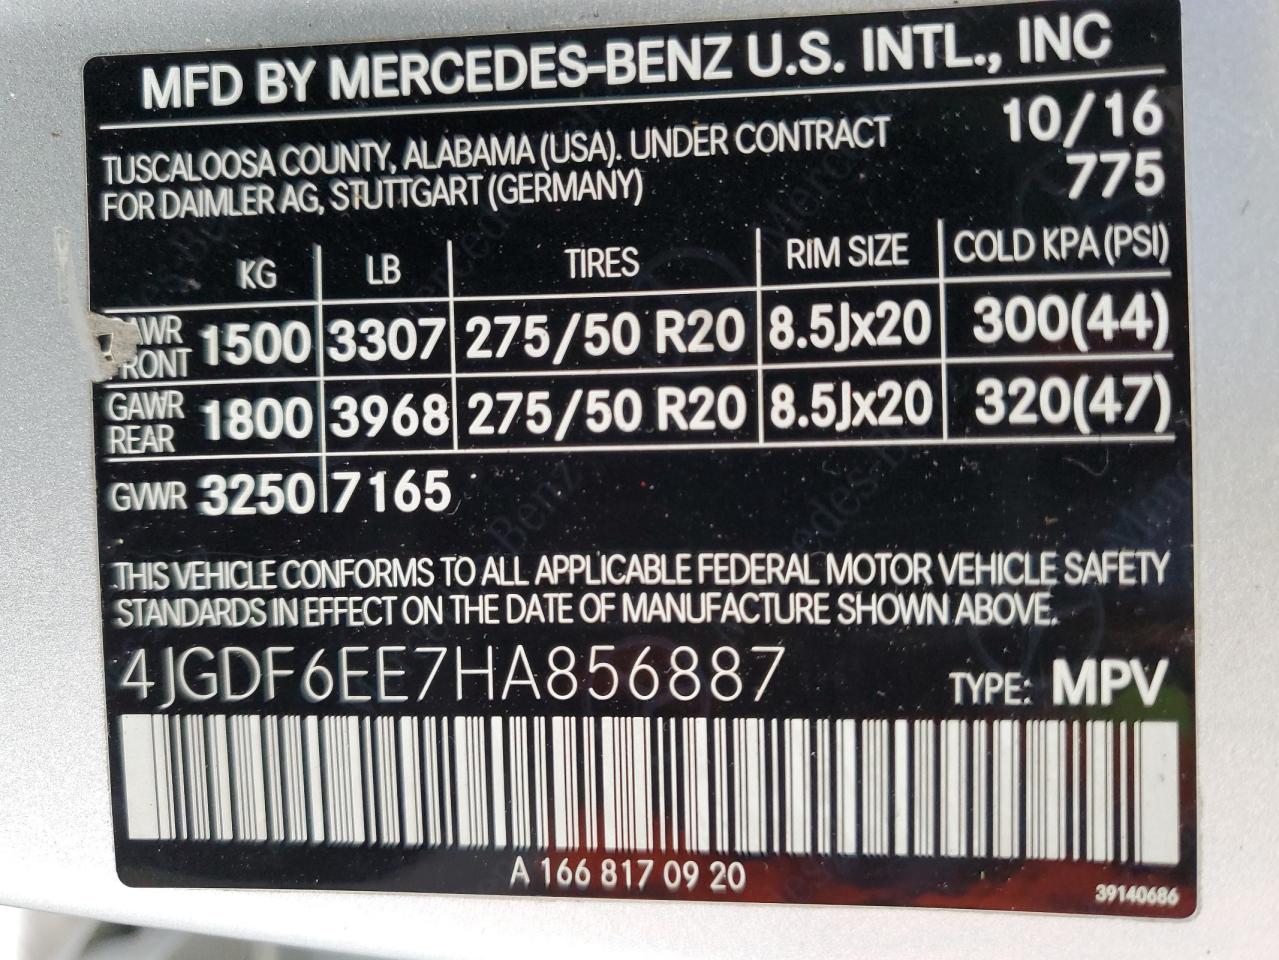 MFD BY MERCEDES-BENZ U.S. INTL., INC
10/16
TUSCALOOSA COUNTY, ALABAMA (USA). UNDER CONTRACT
775
FOR DAIMLER AG, STUTTGART (GERMANY)
KG LB TIRES RIM SIZE COLD KPA (PSI)
GAWR FRONT 1500 3307 275/50 R20 8.5Jx20 300(44)
GAWR REAR 1800 3968 275/50 R20 8.5Jx20 320(47)
GVWR 3250 7165
THIS VEHICLE CONFORMS TO ALL APPLICABLE FEDERAL MOTOR VEHICLE SAFETY
STANDARDS IN EFFECT ON THE DATE OF MANUFACTURE SHOWN ABOVE.
4JGDF6EE7HA856887
TYPE: MPV
A 166 817 09 20
39140686